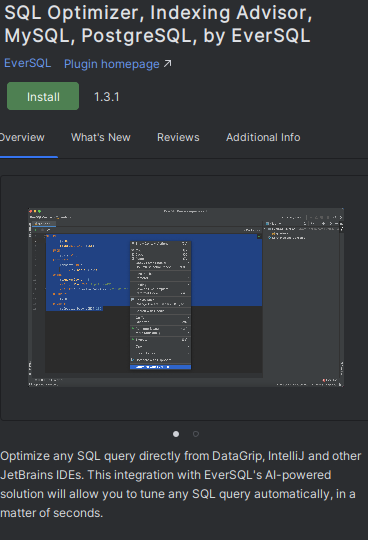 SQL Optimizer, Indexing Advisor,
MySQL, PostgreSQL, by EverSQL
EverSQL Plugin homepage ↗
Install 1.3.1
Overview What's New Reviews Additional Info
Optimize any SQL query directly from DataGrip, IntelliJ and other
JetBrains IDEs. This integration with EverSQL's AI-powered
solution will allow you to tune any SQL query automatically, in a
matter of seconds.